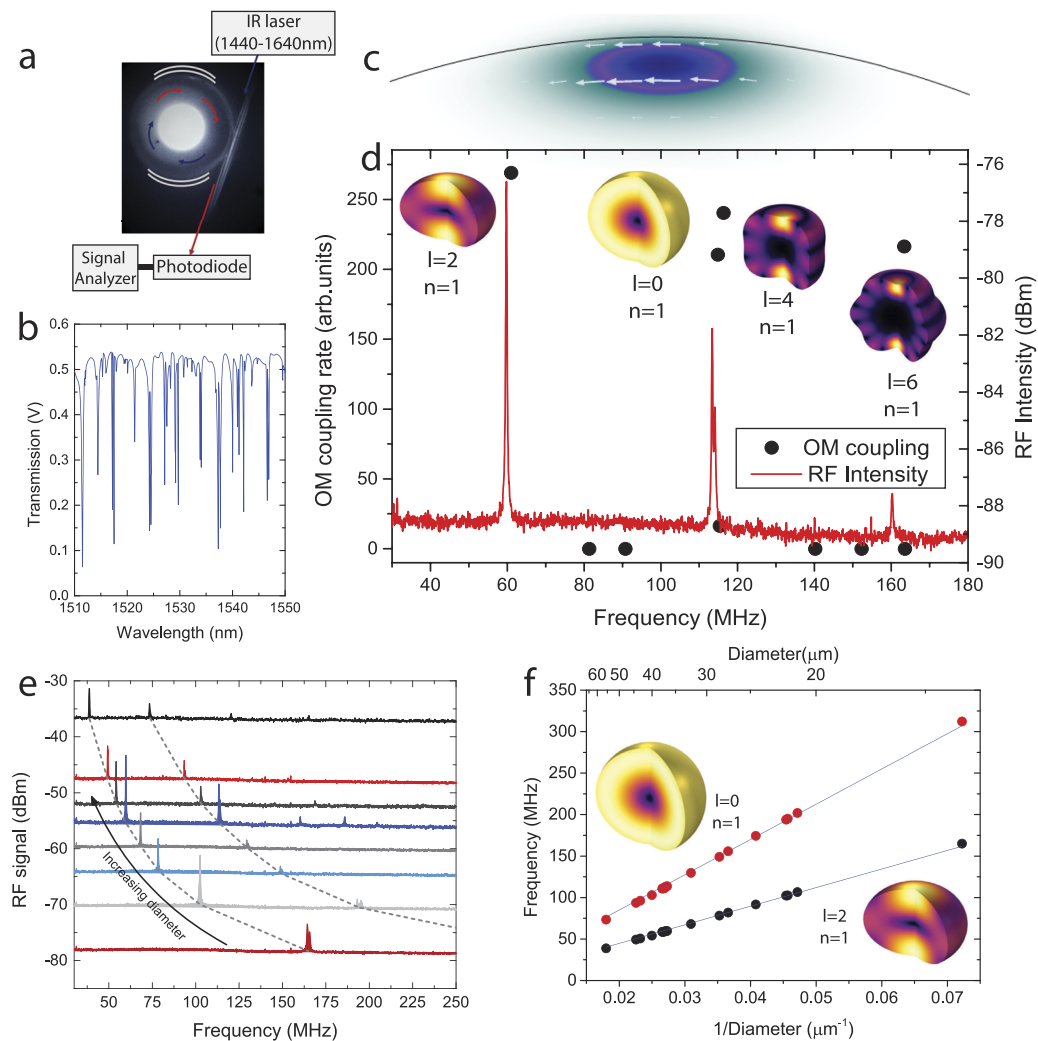 a
IR laser
(1440-1640nm)
Signal
Analyzer
Photodiode
b
0.6
0.5
0.4
0.3
0.2
0.1
0.0
1510
1520
1530
1540
1550
Transmission (V)
Wavelength (nm)
c
d
250
200
150
100
50
0
OM coupling rate (arb.units)
-76
-78
-80
-82
-84
-86
-88
-90
RF Intensity (dBm)
l=2
n=1
l=0
n=1
l=4
n=1
l=6
n=1
OM coupling
RF Intensity
40
60
80
100
120
140
160
180
Frequency (MHz)
e
-30
-40
-50
-60
-70
-80
RF signal (dBm)
Increasing diameter
50
75
100
125
150
175
200
225
250
Frequency (MHz)
f
Diameter(μm)
60
50
40
30
20
350
300
250
200
150
100
50
0
Frequency (MHz)
l=0
n=1
l=2
n=1
0.02
0.03
0.04
0.05
0.06
0.07
1/Diameter (μm⁻¹)